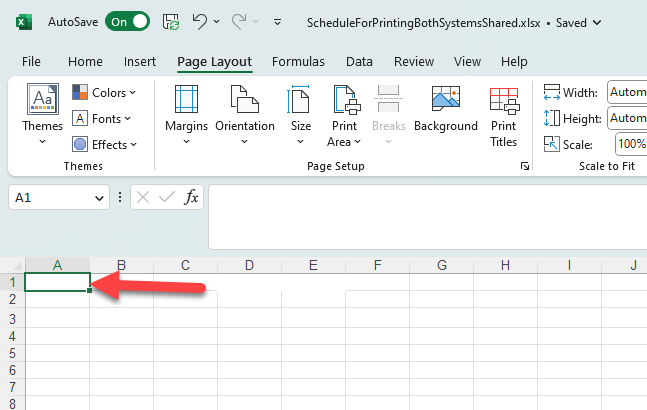 AutoSave On ScheduleForPrintingBothSystemsShared.xlsx • Saved
File Home Insert Page Layout Formulas Data Review View Help
Themes
Colors
Fonts
Effects
Themes
Margins
Orientation
Size
Print
Area
Breaks
Background
Print
Titles
Page Setup
Width: Autom
Height: Autom
Scale: 100%
Scale to Fit
A1 fx
A B C D E F G H I J
1
2
3
4
5
6
7
8